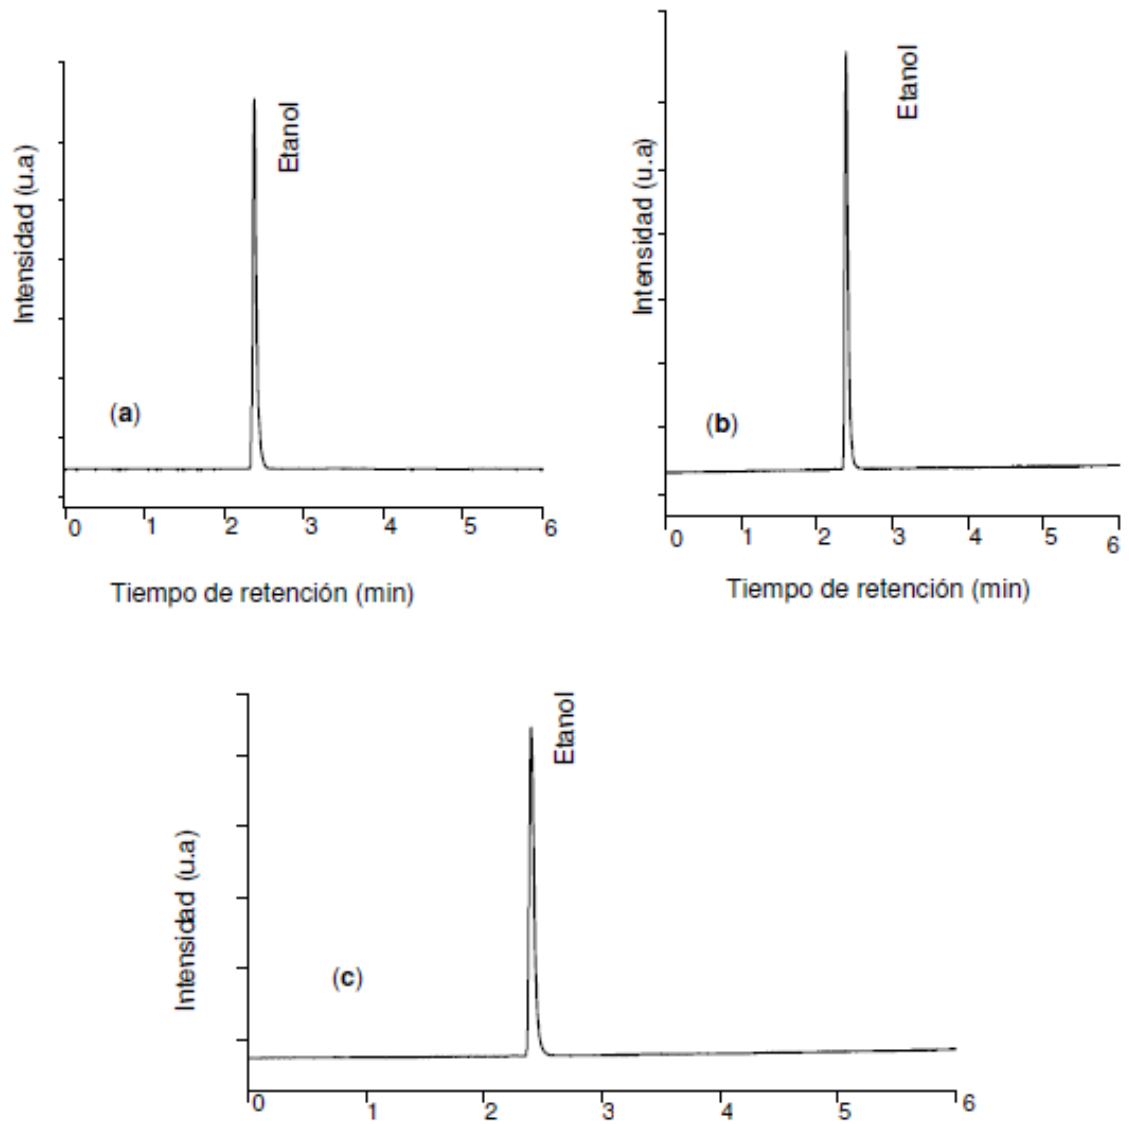 Intensidad (u.a)
Etanol
(a)
0 1 2 3 4 5 6
Tiempo de retención (min)
Intensidad (u.a)
Etanol
(b)
0 1 2 3 4 5 6
Tiempo de retención (min)
Intensidad (u.a)
Etanol
(c)
0 1 2 3 4 5 6